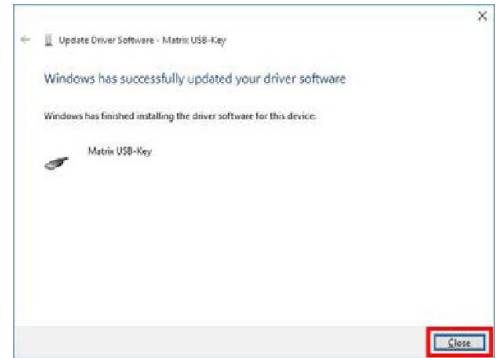 Update Driver Software - Matrix USB-Key
Windows has successfully updated your driver software
Windows has finished installing the driver software for this device:
Matrix USB-Key
Close